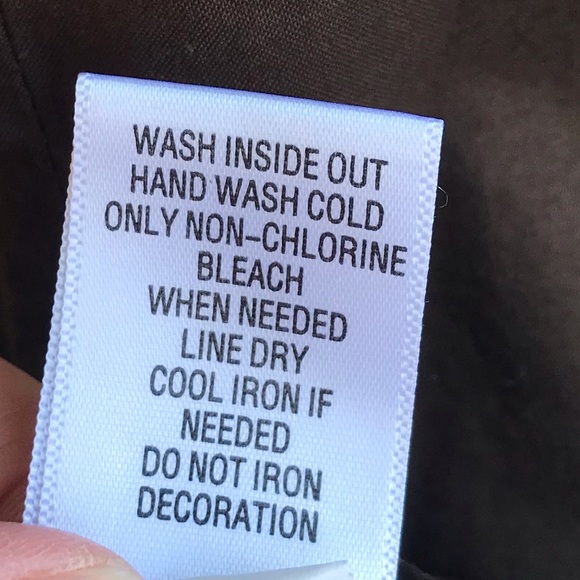 WASH INSIDE OUT
HAND WASH COLD
ONLY NON-CHLORINE
BLEACH
WHEN NEEDED
LINE DRY
COOL IRON IF
NEEDED
DO NOT IRON
DECORATION